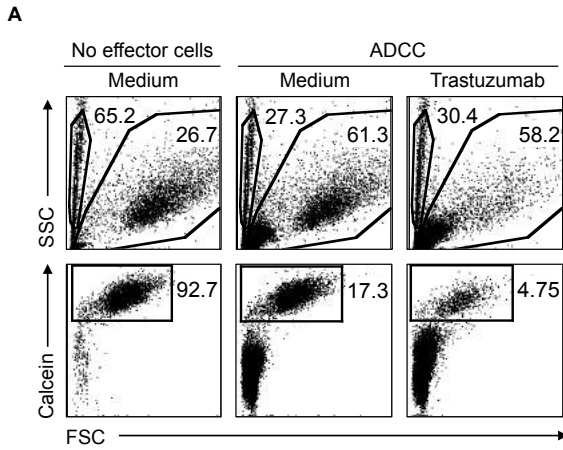 A
No effector cells
ADCC
Medium
Medium
Trastuzumab
65.2
26.7
27.3
61.3
30.4
58.2
SSC
92.7
17.3
4.75
Calcein
FSC